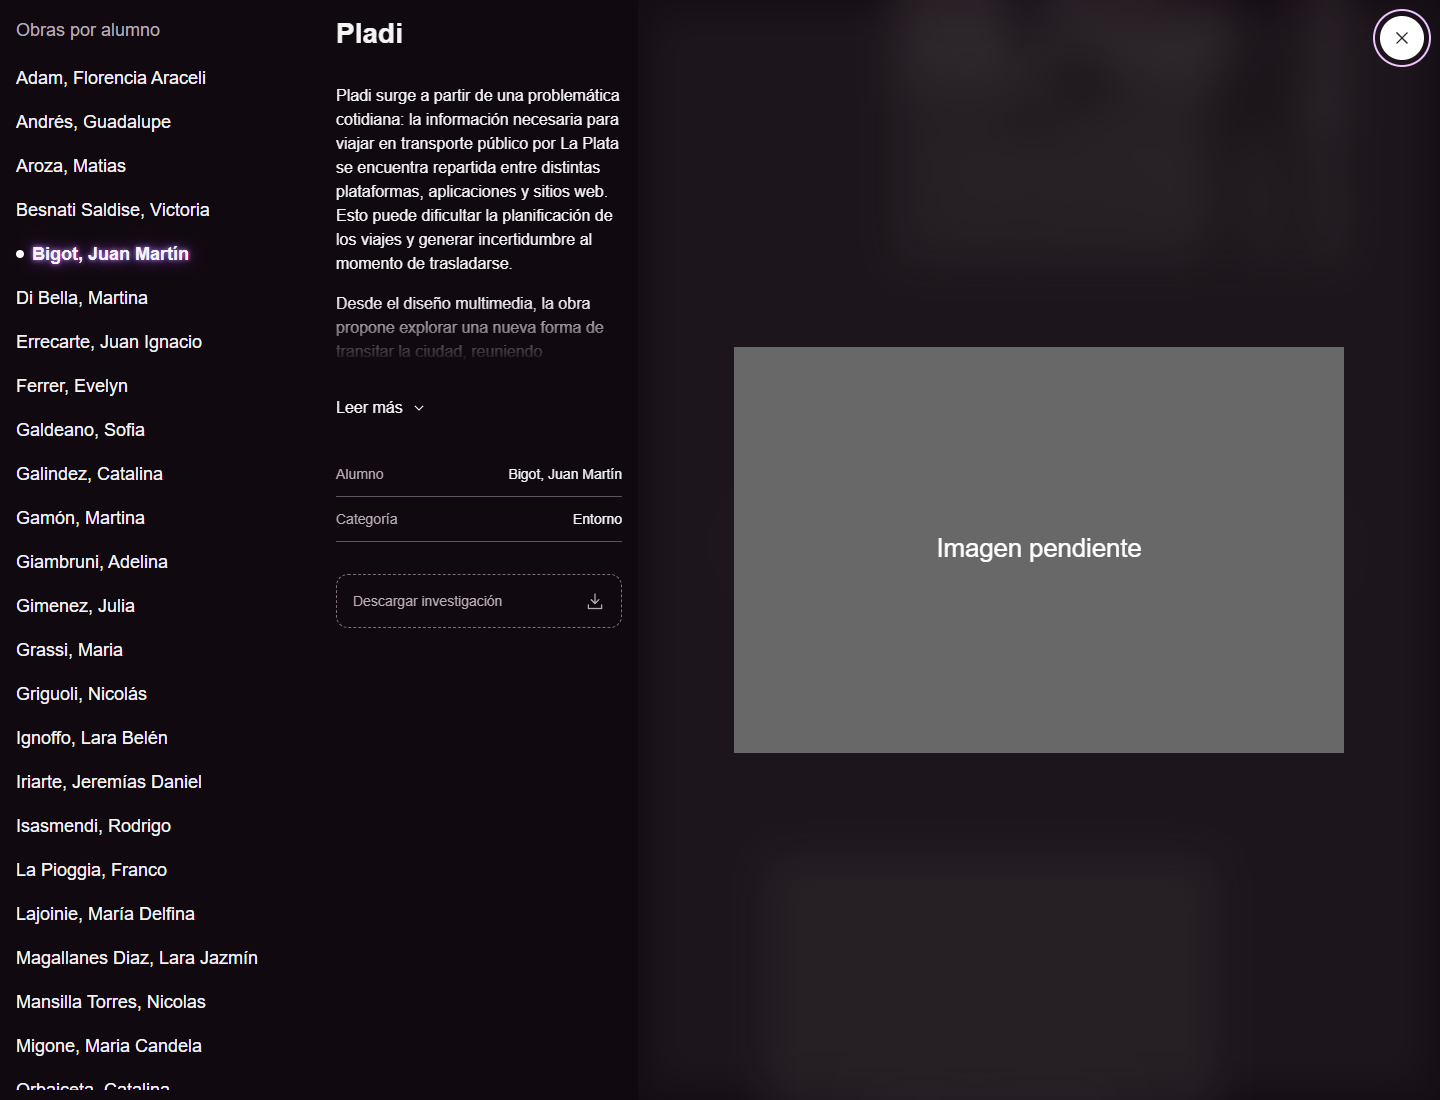 Obras por alumno
Adam, Florencia Araceli
Andrés, Guadalupe
Aroza, Matias
Besnati Saldise, Victoria
Bigot, Juan Martín
Di Bella, Martina
Errecarte, Juan Ignacio
Ferrer, Evelyn
Galdeano, Sofia
Galindez, Catalina
Gamón, Martina
Giambruni, Adelina
Gimenez, Julia
Grassi, Maria
Griguoli, Nicolás
Ignoffo, Lara Belén
Iriarte, Jeremías Daniel
Isasmendi, Rodrigo
La Pioggia, Franco
Lajoinie, María Delfina
Magallanes Diaz, Lara Jazmín
Mansilla Torres, Nicolas
Migone, Maria Candela
Orbaiceta, Catalina
Pladi
Pladi surge a partir de una problemática
cotidiana: la información necesaria para
viajar en transporte público por La Plata
se encuentra repartida entre distintas
plataformas, aplicaciones y sitios web.
Esto puede dificultar la planificación de
los viajes y generar incertidumbre al
momento de trasladarse.
Desde el diseño multimedia, la obra
propone explorar una nueva forma de
transitar la ciudad, reuniendo
Leer más
Alumno Bigot, Juan Martín
Categoría Entorno
Descargar investigación
Imagen pendiente